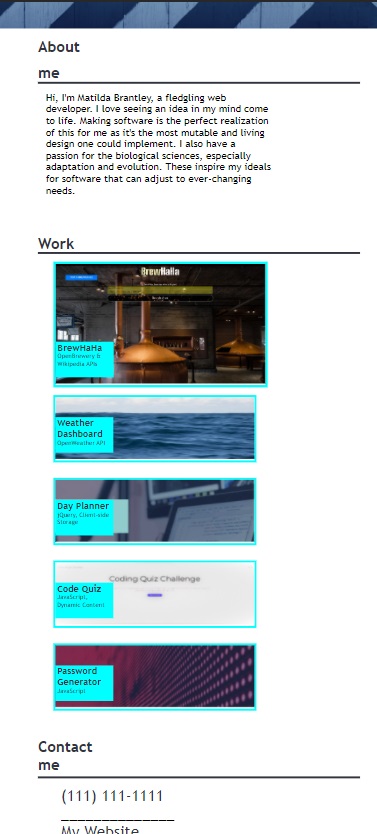 About
me
Hi, I'm Matilda Brantley, a fledgling web
developer. I love seeing an idea in my mind come
to life. Making software is the perfect realization
of this for me as it's the most mutable and living
design one could implement. I also have a
passion for the biological sciences, especially
adaptation and evolution. These inspire my ideals
for software that can adjust to ever-changing
needs.
Work
BrewHaHa
BrewHaHa
OpenBrewery &
Wikipedia APIs
Weather
Dashboard
OpenWeather API
Day Planner
jQuery, Client-side
Storage
Coding Quiz Challenge
Code Quiz
JavaScript,
Dynamic Content
Password
Generator
JavaScript
Contact
me
(111) 111-1111
______________
My Website